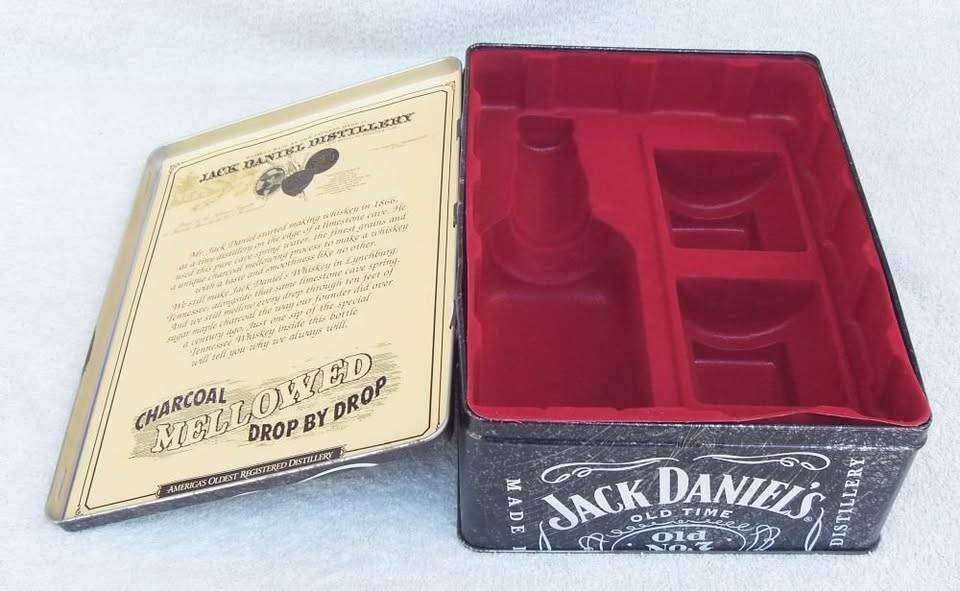 JACK DANIEL DISTILLERY
Mr. Jack Daniel started making whiskey in 1866,
at a tiny distillery on the edge of a limestone cave. He
used this pure cave spring water, the finest grains and
a unique charcoal mellowing process to make a whiskey
with a taste and smoothness like no other.
We still make Jack Daniel's Whiskey in Lynchburg,
Tennessee, alongside that same limestone cave spring.
And we still mellow every drop through ten feet of
sugar maple charcoal the way our founder did over
a century ago. Just one sip of the special
Tennessee Whiskey inside this bottle
will tell you why we always will.
CHARCOAL
MELLOWED
DROP BY DROP
AMERICA'S OLDEST REGISTERED DISTILLERY
MADE
JACK DANIEL'S®
OLD TIME
Old
No. 7
DISTILLERY